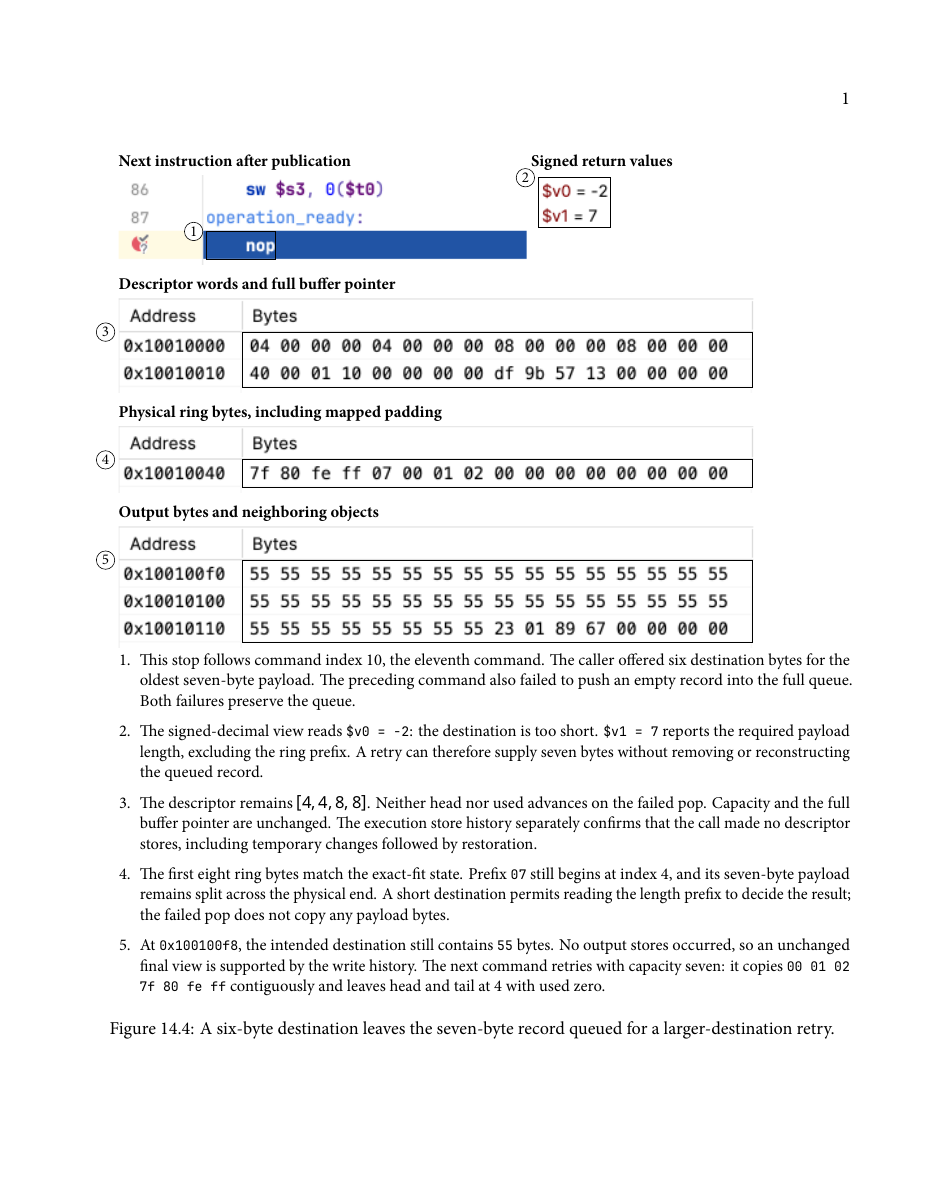 1
Next instruction after publication
Signed return values
86 sw $s3, 0($t0)
87 operation_ready:
1 nop
2
$v0 = -2
$v1 = 7
Descriptor words and full buffer pointer
Address Bytes
3
0x10010000 04 00 00 00 04 00 00 00 08 00 00 00 08 00 00 00
0x10010010 40 00 01 10 00 00 00 00 df 9b 57 13 00 00 00 00
Physical ring bytes, including mapped padding
Address Bytes
4
0x10010040 7f 80 fe ff 07 00 01 02 00 00 00 00 00 00 00 00
Output bytes and neighboring objects
Address Bytes
5
0x100100f0 55 55 55 55 55 55 55 55 55 55 55 55 55 55 55 55
0x10010100 55 55 55 55 55 55 55 55 55 55 55 55 55 55 55 55
0x10010110 55 55 55 55 55 55 55 55 23 01 89 67 00 00 00 00
1. This stop follows command index 10, the eleventh command. The caller offered six destination bytes for the
oldest seven-byte payload. The preceding command also failed to push an empty record into the full queue.
Both failures preserve the queue.
2. The signed-decimal view reads $v0 = -2: the destination is too short. $v1 = 7 reports the required payload
length, excluding the ring prefix. A retry can therefore supply seven bytes without removing or reconstructing
the queued record.
3. The descriptor remains [4, 4, 8, 8]. Neither head nor used advances on the failed pop. Capacity and the full
buffer pointer are unchanged. The execution store history separately confirms that the call made no descriptor
stores, including temporary changes followed by restoration.
4. The first eight ring bytes match the exact-fit state. Prefix 07 still begins at index 4, and its seven-byte payload
remains split across the physical end. A short destination permits reading the length prefix to decide the result;
the failed pop does not copy any payload bytes.
5. At 0x100100f8, the intended destination still contains 55 bytes. No output stores occurred, so an unchanged
final view is supported by the write history. The next command retries with capacity seven: it copies 00 01 02
7f 80 fe ff contiguously and leaves head and tail at 4 with used zero.
Figure 14.4: A six-byte destination leaves the seven-byte record queued for a larger-destination retry.